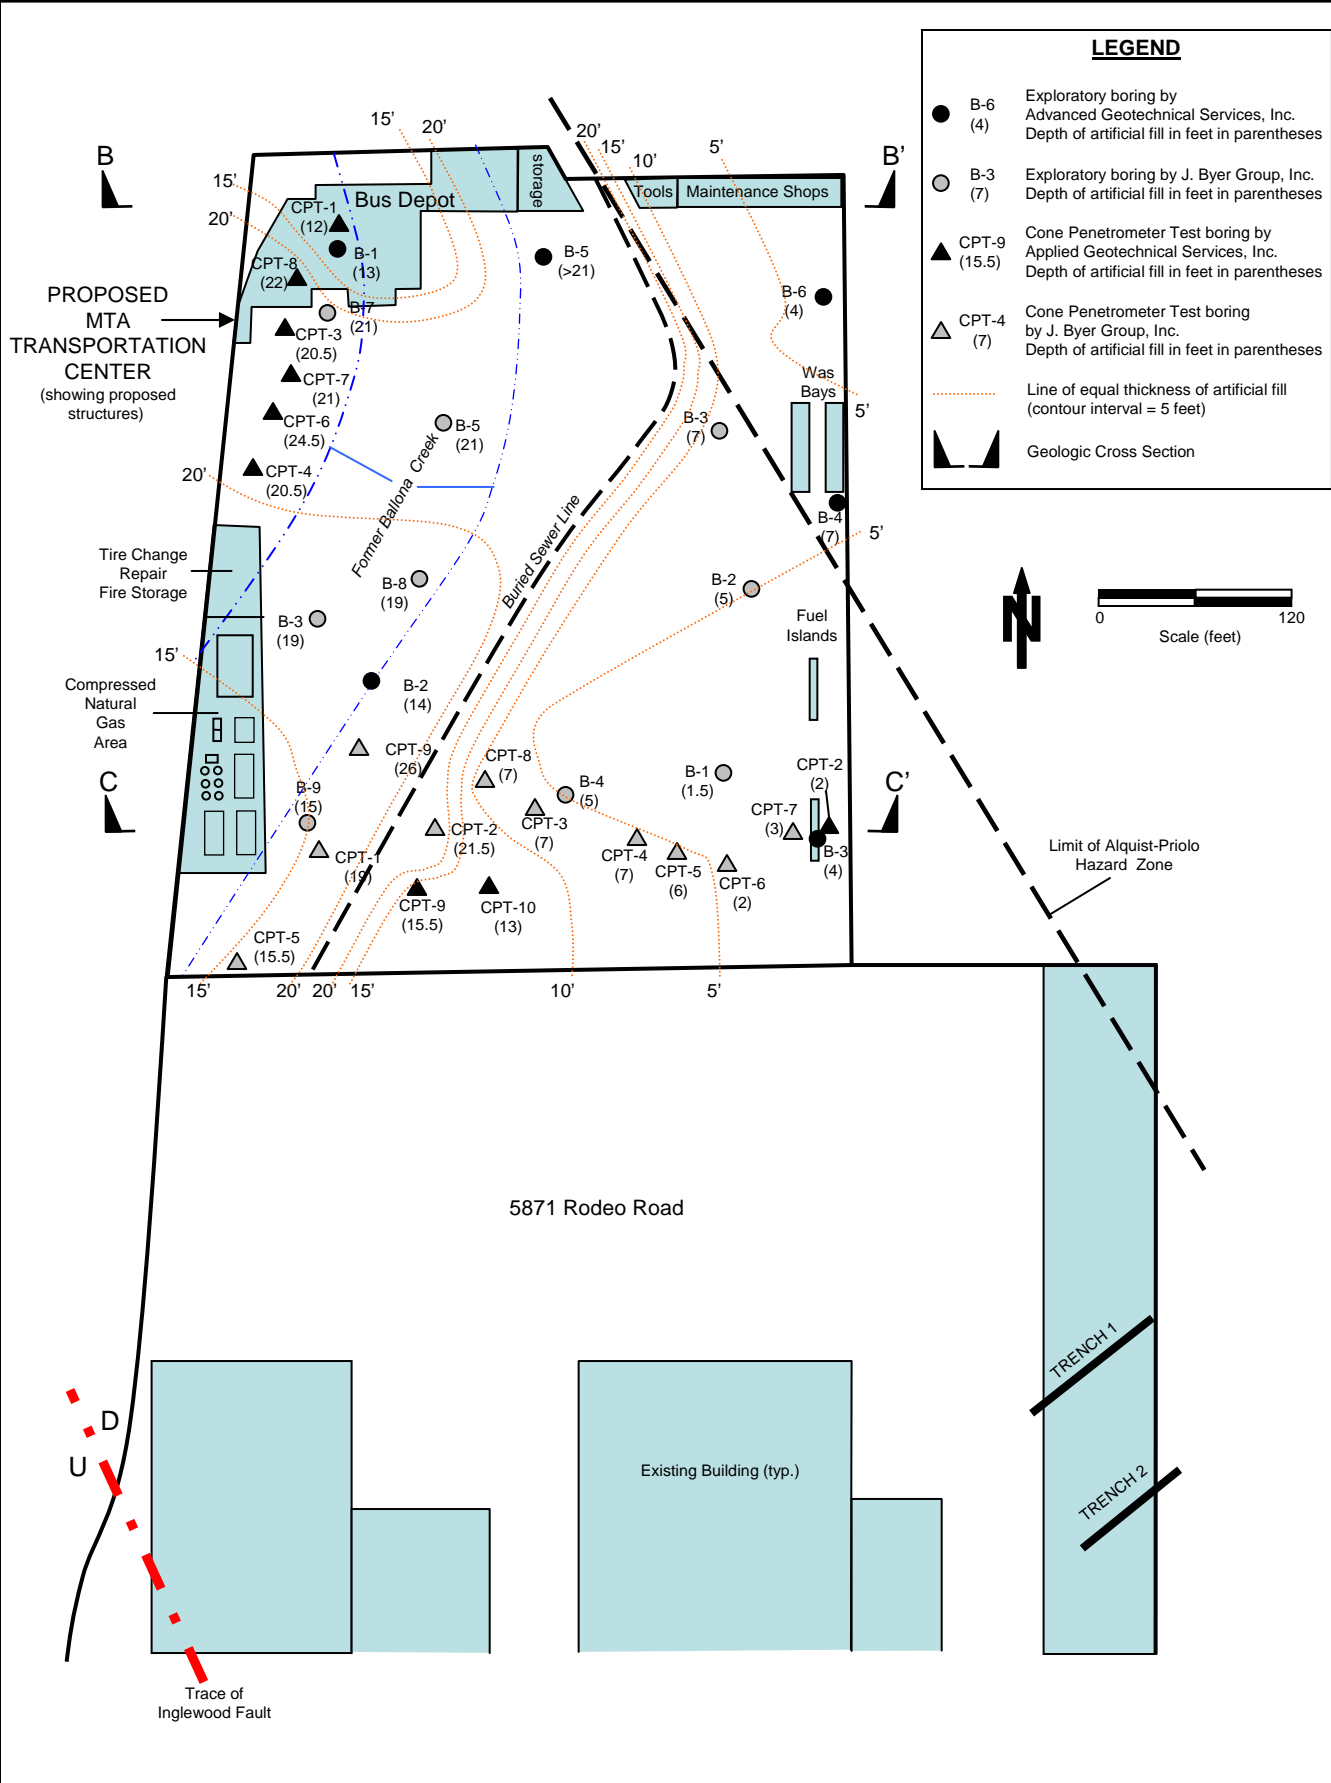 LEGEND
B-6
(4)
Exploratory boring by
Advanced Geotechnical Services, Inc.
Depth of artificial fill in feet in parentheses
B-3
(7)
Exploratory boring by J. Byer Group, Inc.
Depth of artificial fill in feet in parentheses
CPT-9
(15.5)
Cone Penetrometer Test boring by
Applied Geotechnical Services, Inc.
Depth of artificial fill in feet in parentheses
CPT-4
(7)
Cone Penetrometer Test boring
by J. Byer Group, Inc.
Depth of artificial fill in feet in parentheses
Line of equal thickness of artificial fill
(contour interval = 5 feet)
Geologic Cross Section
15'
20'
20'
15'
10'
5'
B
B'
15'
20'
Bus Depot
storage
Tools
Maintenance Shops
CPT-1
(12)
B-1
(13)
CPT-8
(22)
B-5
(>21)
B-6
(4)
PROPOSED
MTA
TRANSPORTATION
CENTER
(showing proposed
structures)
B-7
(21)
CPT-3
(20.5)
CPT-7
(21)
CPT-6
(24.5)
CPT-4
(20.5)
20'
B-5
(21)
B-3
(7)
Was
Bays
5'
B-4
(7)
5'
Former Ballona Creek
Buried Sewer Line
Tire Change
Repair
Fire Storage
B-8
(19)
B-3
(19)
B-2
(5)
Fuel
Islands
N
0
120
Scale (feet)
15'
Compressed
Natural
Gas
Area
B-2
(14)
CPT-9
(26)
CPT-8
(7)
B-4
(5)
B-1
(1.5)
CPT-2
(2)
C
C'
B-9
(15)
CPT-1
(19)
CPT-2
(21.5)
CPT-3
(7)
CPT-4
(7)
CPT-5
(6)
CPT-6
(2)
CPT-7
(3)
B-3
(4)
Limit of Alquist-Priolo
Hazard Zone
CPT-9
(15.5)
CPT-10
(13)
CPT-5
(15.5)
15'
20'
20'
15'
10'
5'
5871 Rodeo Road
TRENCH 1
TRENCH 2
D
U
Existing Building (typ.)
Trace of
Inglewood Fault